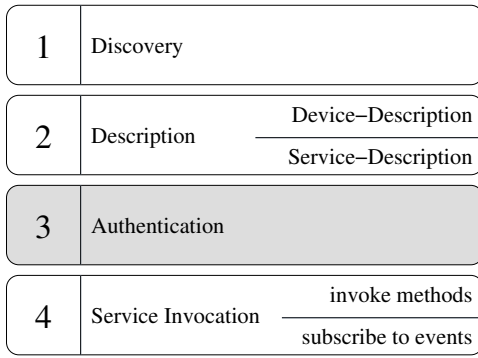 1 Discovery
2 Description
Device−Description
Service−Description
3 Authentication
4 Service Invocation
invoke methods
subscribe to events